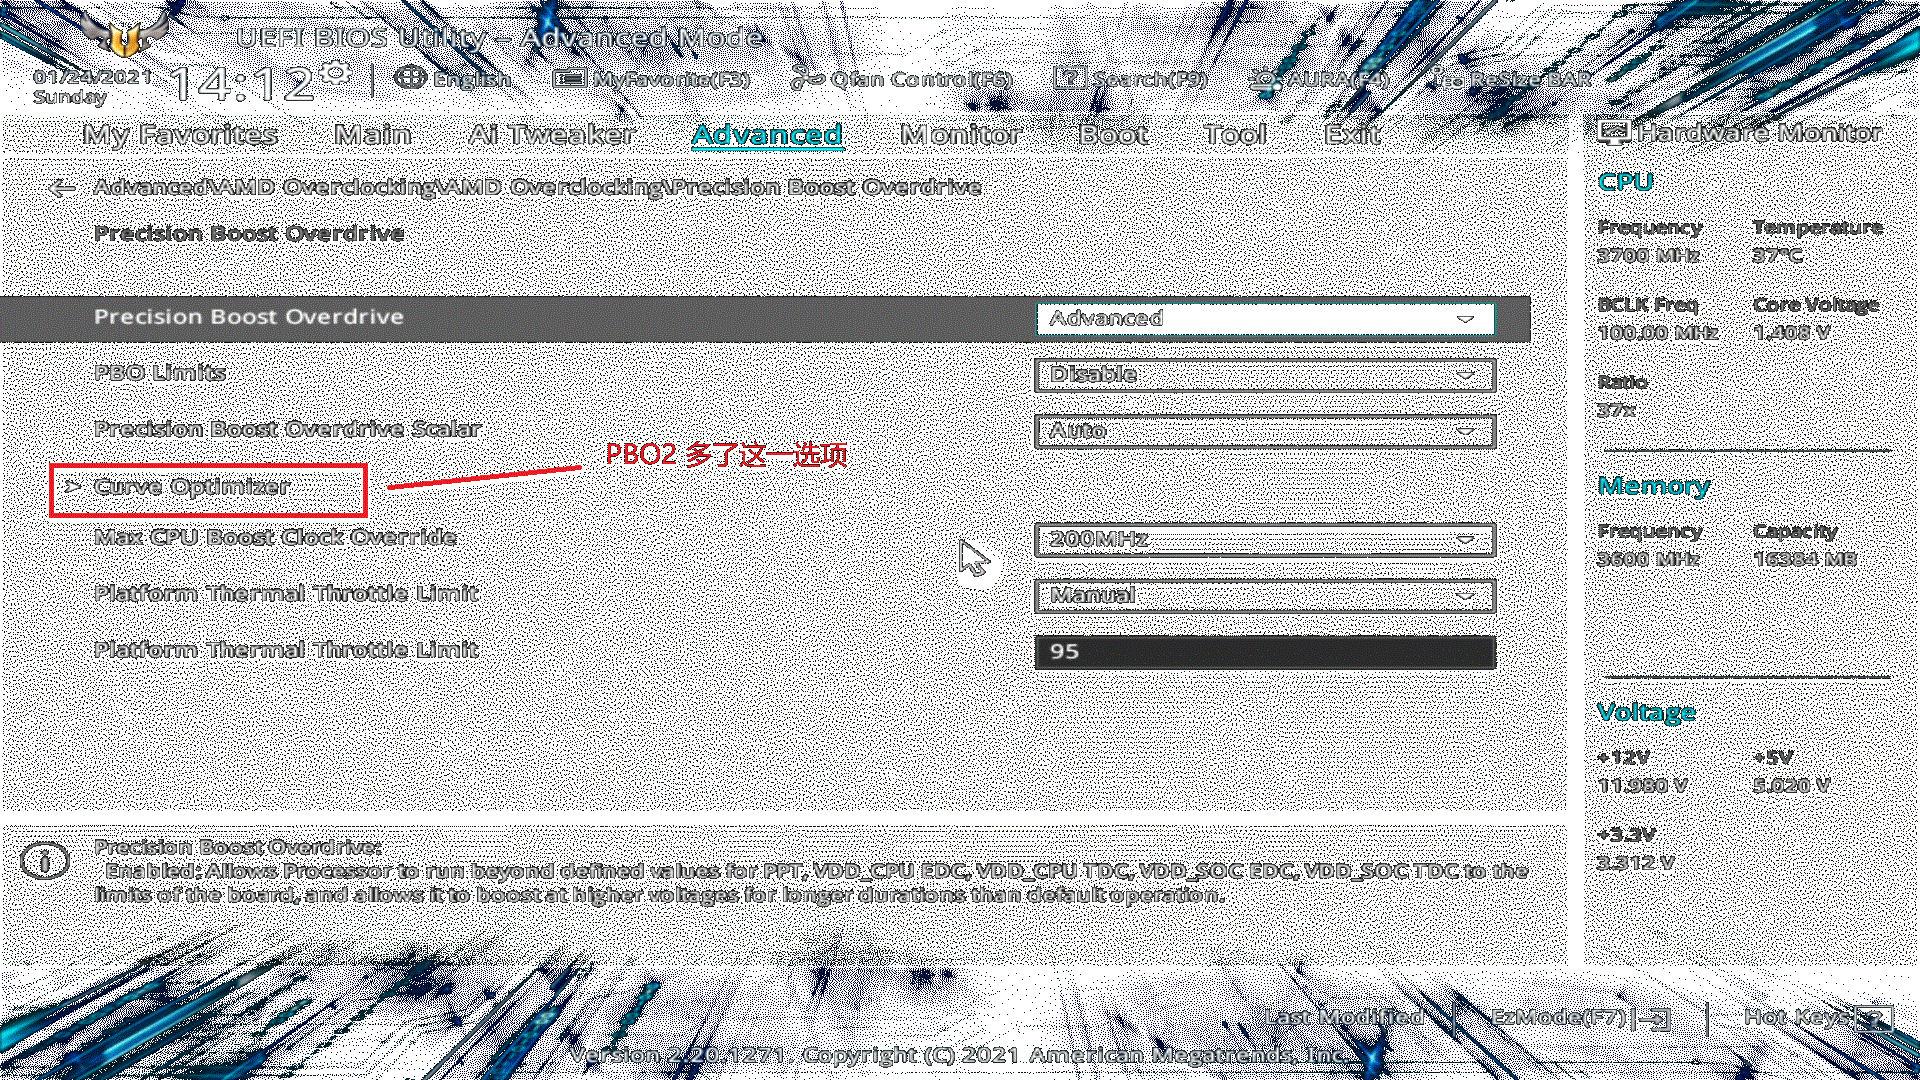 UEFI BIOS Utility – Advanced Mode
01/24/2021
Sunday
14:12
English
MyFavorite(F3)
Qfan Control(F6)
Search(F9)
AURA(F4)
ReSize BAR
My Favorites
Main
Ai Tweaker
Advanced
Monitor
Boot
Tool
Exit
Advanced\AMD Overclocking\AMD Overclocking\Precision Boost Overdrive
Precision Boost Overdrive
Precision Boost Overdrive
Advanced
PBO Limits
Disable
Precision Boost Overdrive Scalar
Auto
PBO2 多了这一选项
> Curve Optimizer
Max CPU Boost Clock Override
200MHz
Platform Thermal Throttle Limit
Manual
Platform Thermal Throttle Limit
95
Precision Boost Overdrive:
Enabled: Allows Processor to run beyond defined values for PPT, VDD_CPU EDC, VDD_CPU TDC, VDD_SOC EDC, VDD_SOC TDC to the
limits of the board, and allows it to boost at higher voltages for longer durations than default operation.
Hardware Monitor
CPU
Frequency
Temperature
3700 MHz
37°C
BCLK Freq
Core Voltage
100.00 MHz
1.408 V
Ratio
37x
Memory
Frequency
Capacity
3600 MHz
16384 MB
Voltage
+12V
+5V
11.980 V
5.020 V
+3.3V
3.312 V
Last Modified
EzMode(F7)
Hot Keys
?
Version 2.20.1271. Copyright (C) 2021 American Megatrends, Inc.